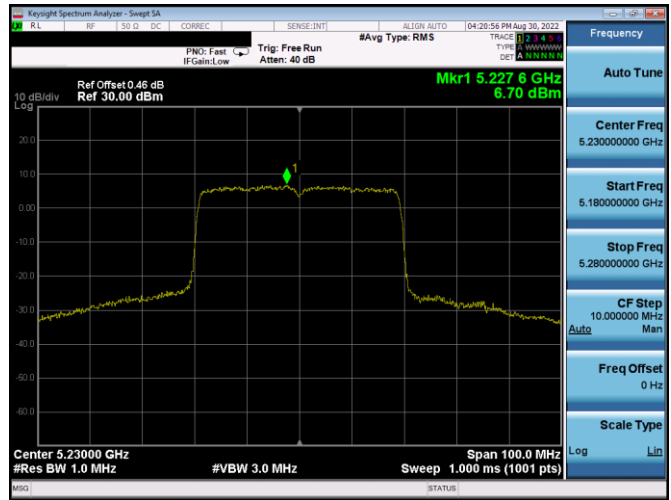 Keysight Spectrum Analyzer - Swept SA
RL RF 50 Ω DC CORREC SENSE:INT ALIGN AUTO 04:20:56 PM Aug 30, 2022
#Avg Type: RMS TRACE 1 2 3 4 5 6
PNO: Fast Trig: Free Run TYPE A WWWWW
IFGain:Low Atten: 40 dB DET A N N N N N
Mkr1 5.227 6 GHz
Ref Offset 0.46 dB
10 dB/div Ref 30.00 dBm 6.70 dBm
Log
20.0
10.0
1
0.00
-10.0
-20.0
-30.0
-40.0
-50.0
-60.0
Center 5.23000 GHz Span 100.0 MHz
#Res BW 1.0 MHz #VBW 3.0 MHz Sweep 1.000 ms (1001 pts)
MSG STATUS
Frequency
Auto Tune
Center Freq
5.230000000 GHz
Start Freq
5.180000000 GHz
Stop Freq
5.280000000 GHz
CF Step
10.000000 MHz
Auto Man
Freq Offset
0 Hz
Scale Type
Log Lin